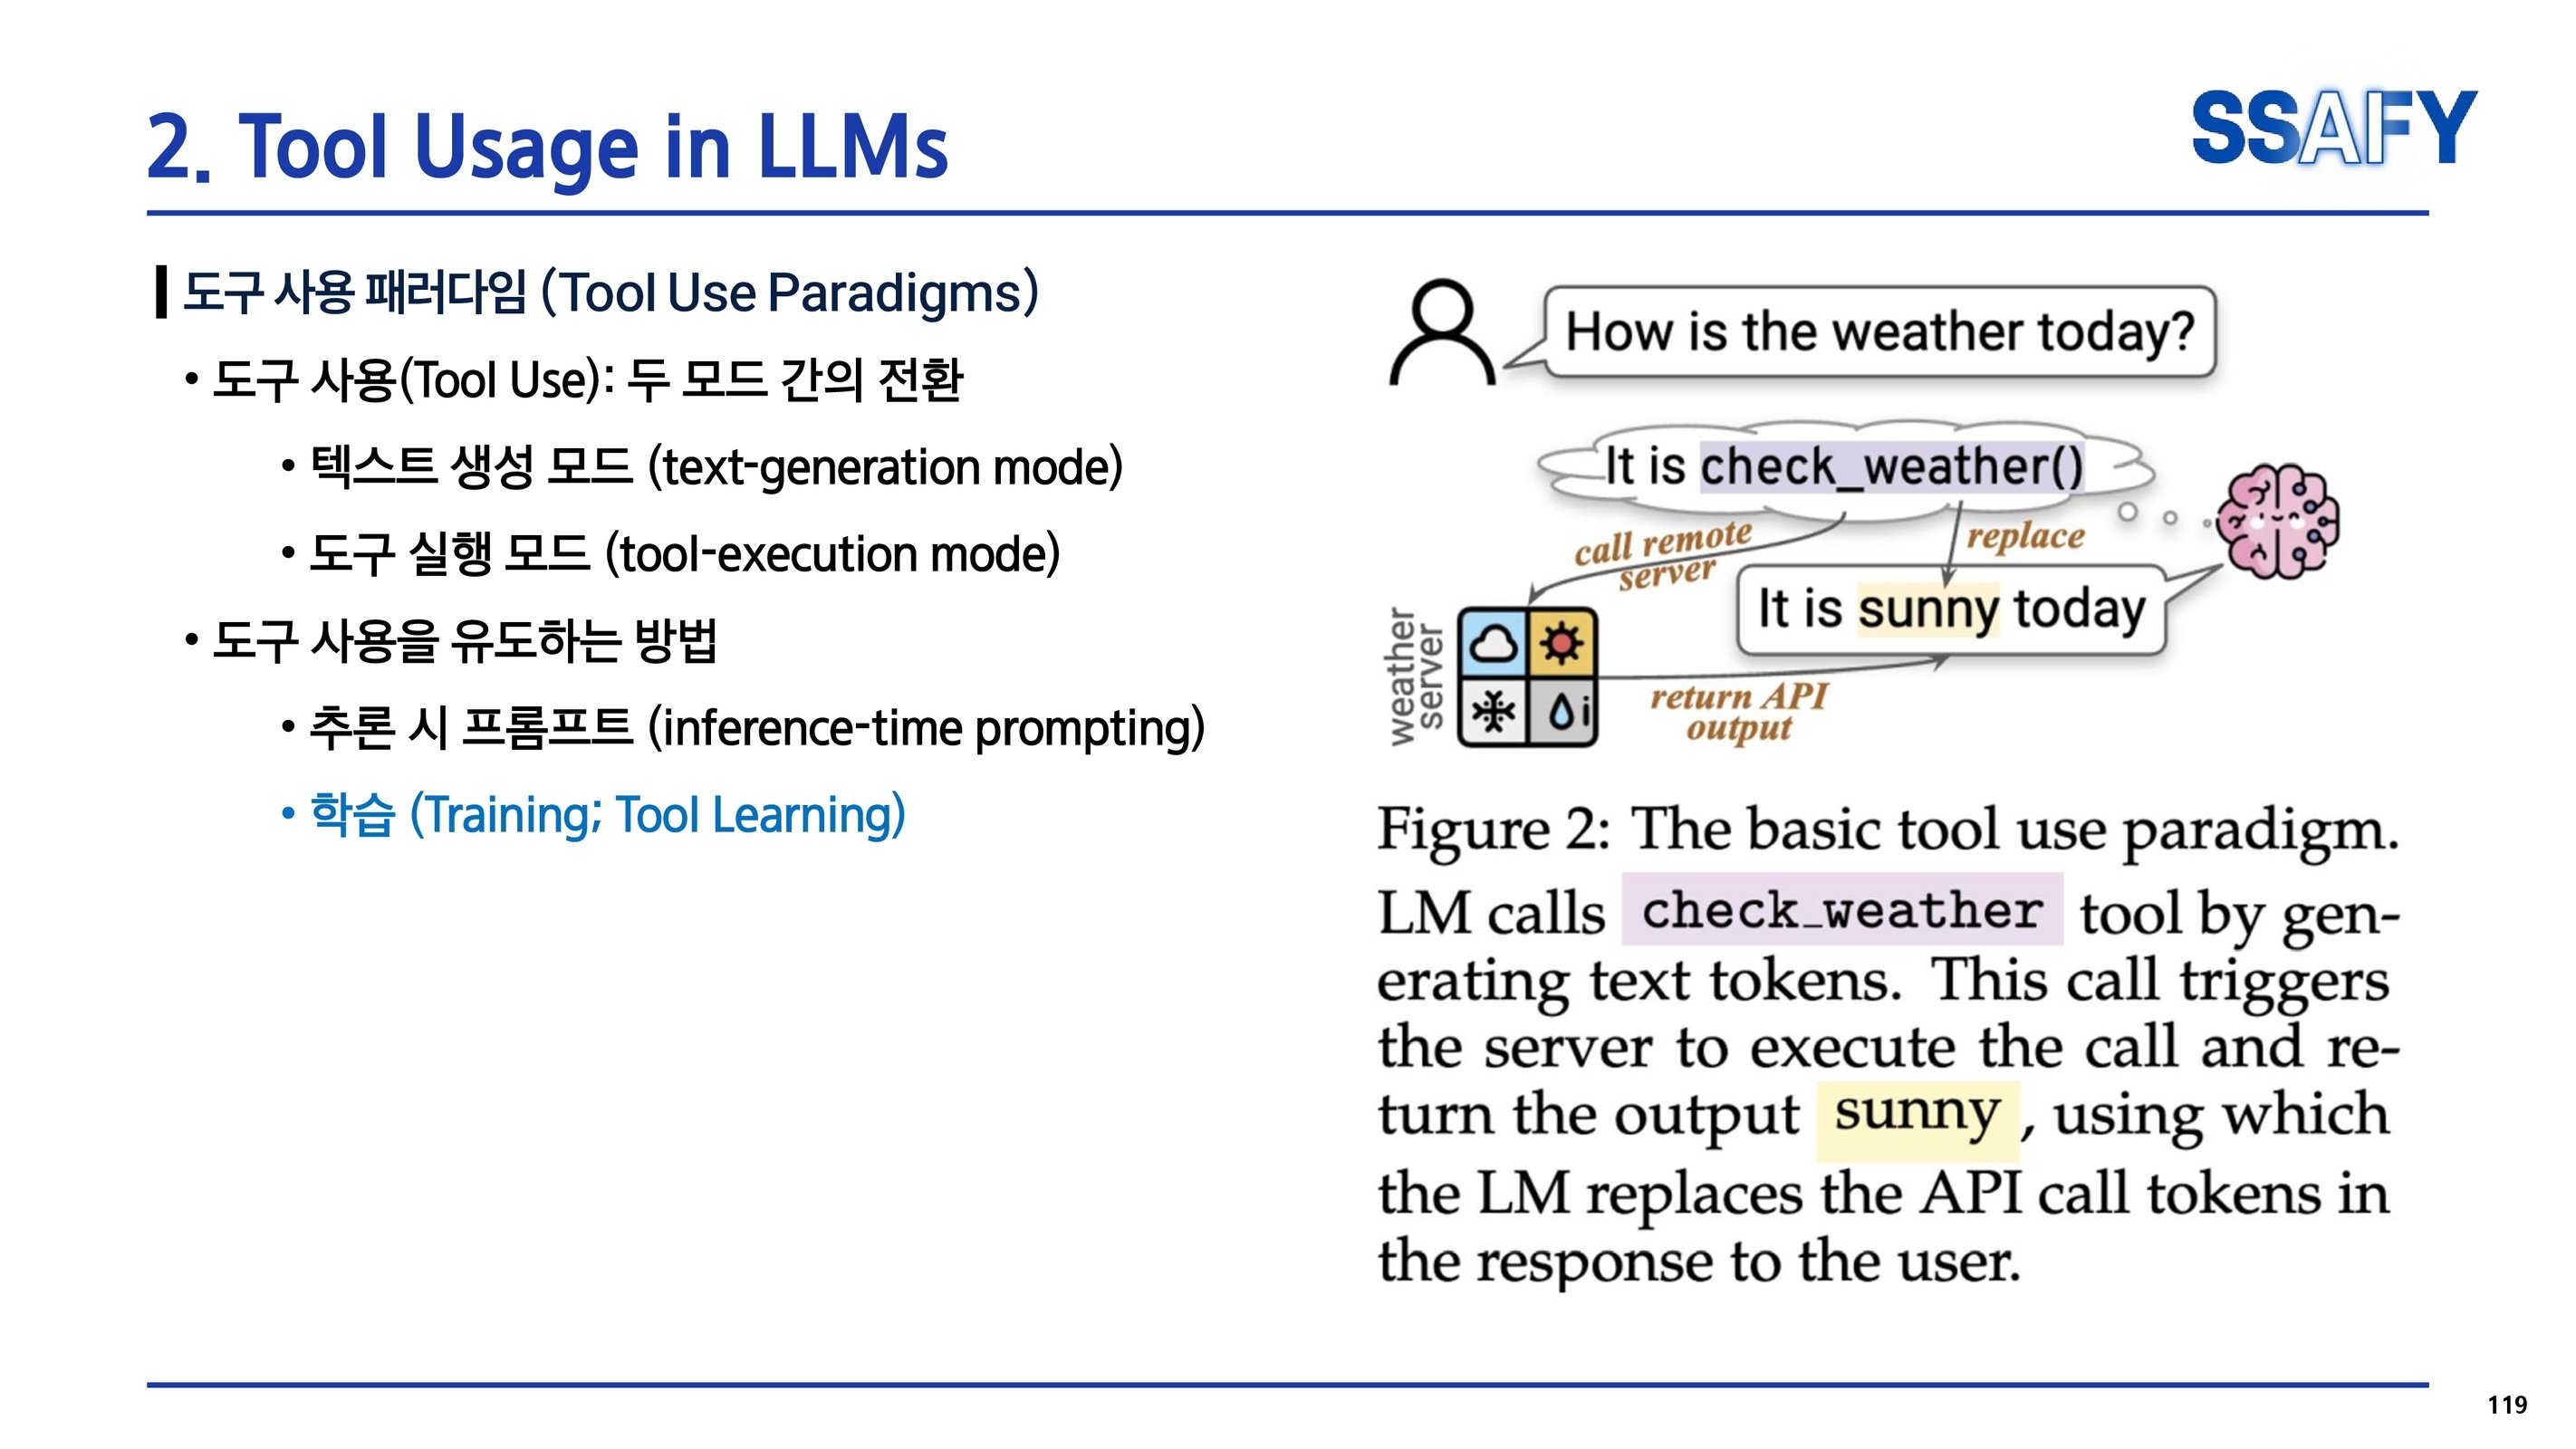 2. Tool Usage in LLMs
SSAFY
도구 사용 패러다임 (Tool Use Paradigms)
• 도구 사용(Tool Use): 두 모드 간의 전환
• 텍스트 생성 모드 (text-generation mode)
• 도구 실행 모드 (tool-execution mode)
• 도구 사용을 유도하는 방법
• 추론 시 프롬프트 (inference-time prompting)
• 학습 (Training; Tool Learning)
How is the weather today?
It is check_weather()
call remote
server
replace
It is sunny today
weather
server
return API
output
Figure 2: The basic tool use paradigm.
LM calls check_weather tool by gen-
erating text tokens. This call triggers
the server to execute the call and re-
turn the output sunny , using which
the LM replaces the API call tokens in
the response to the user.
119